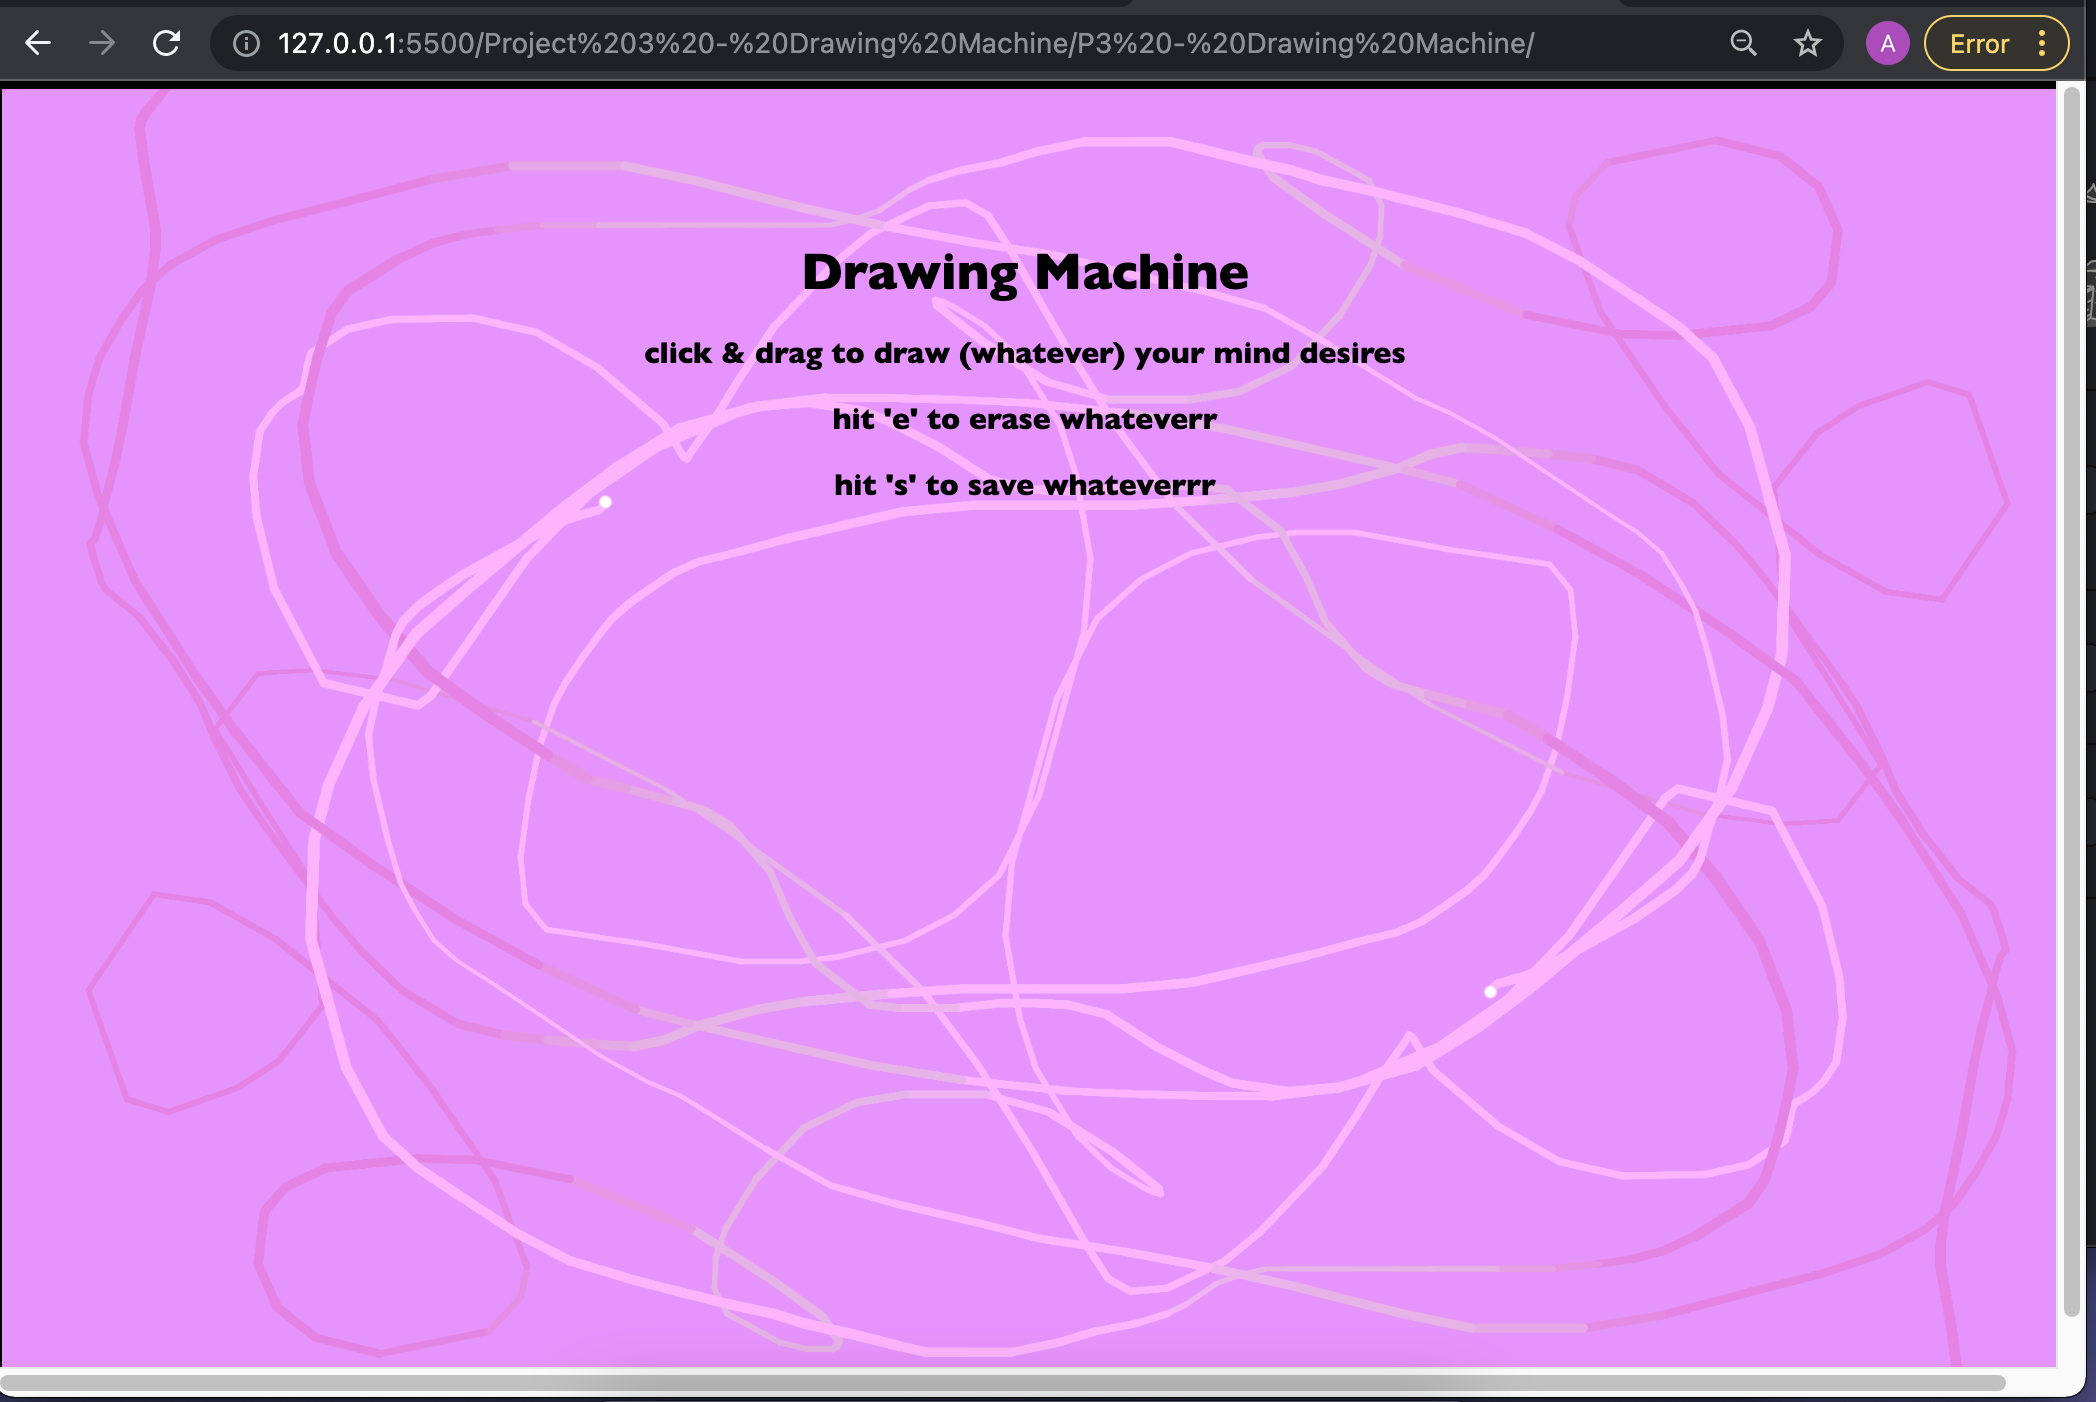 127.0.0.1:5500/Project%203%20-%20Drawing%20Machine/P3%20-%20Drawing%20Machine/
A
Error
Drawing Machine
click & drag to draw (whatever) your mind desires
hit 'e' to erase whateverr
hit 's' to save whateverrr